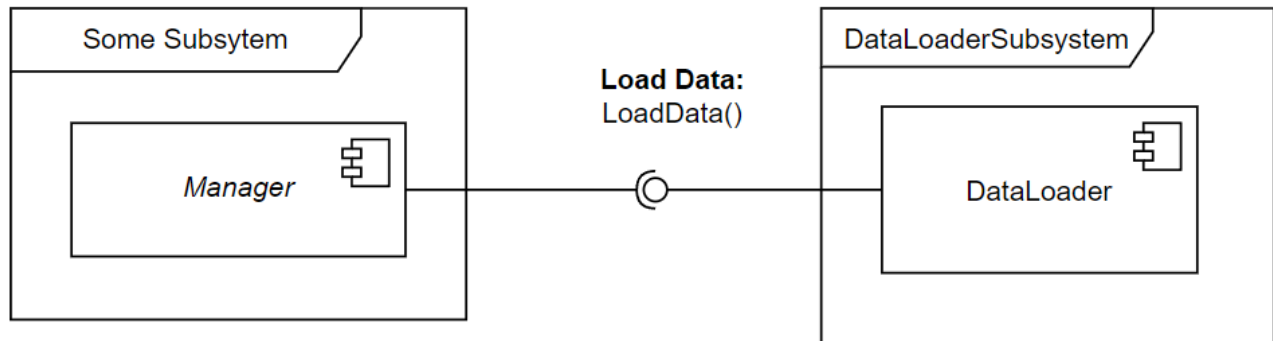 Some Subsytem
DataLoaderSubsystem
Load Data:
LoadData()
Manager
DataLoader